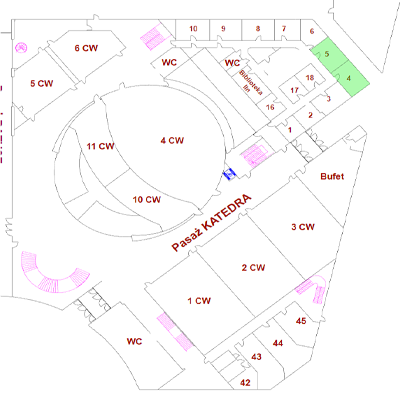 10
9
8
7
6
6 CW
WC
WC
5
4
5 CW
Biblioteka
lin
18
17
3
16
2
1
11 CW
4 CW
10 CW
Bufet
Pasaż KATEDRA
3 CW
2 CW
1 CW
WC
45
44
43
42